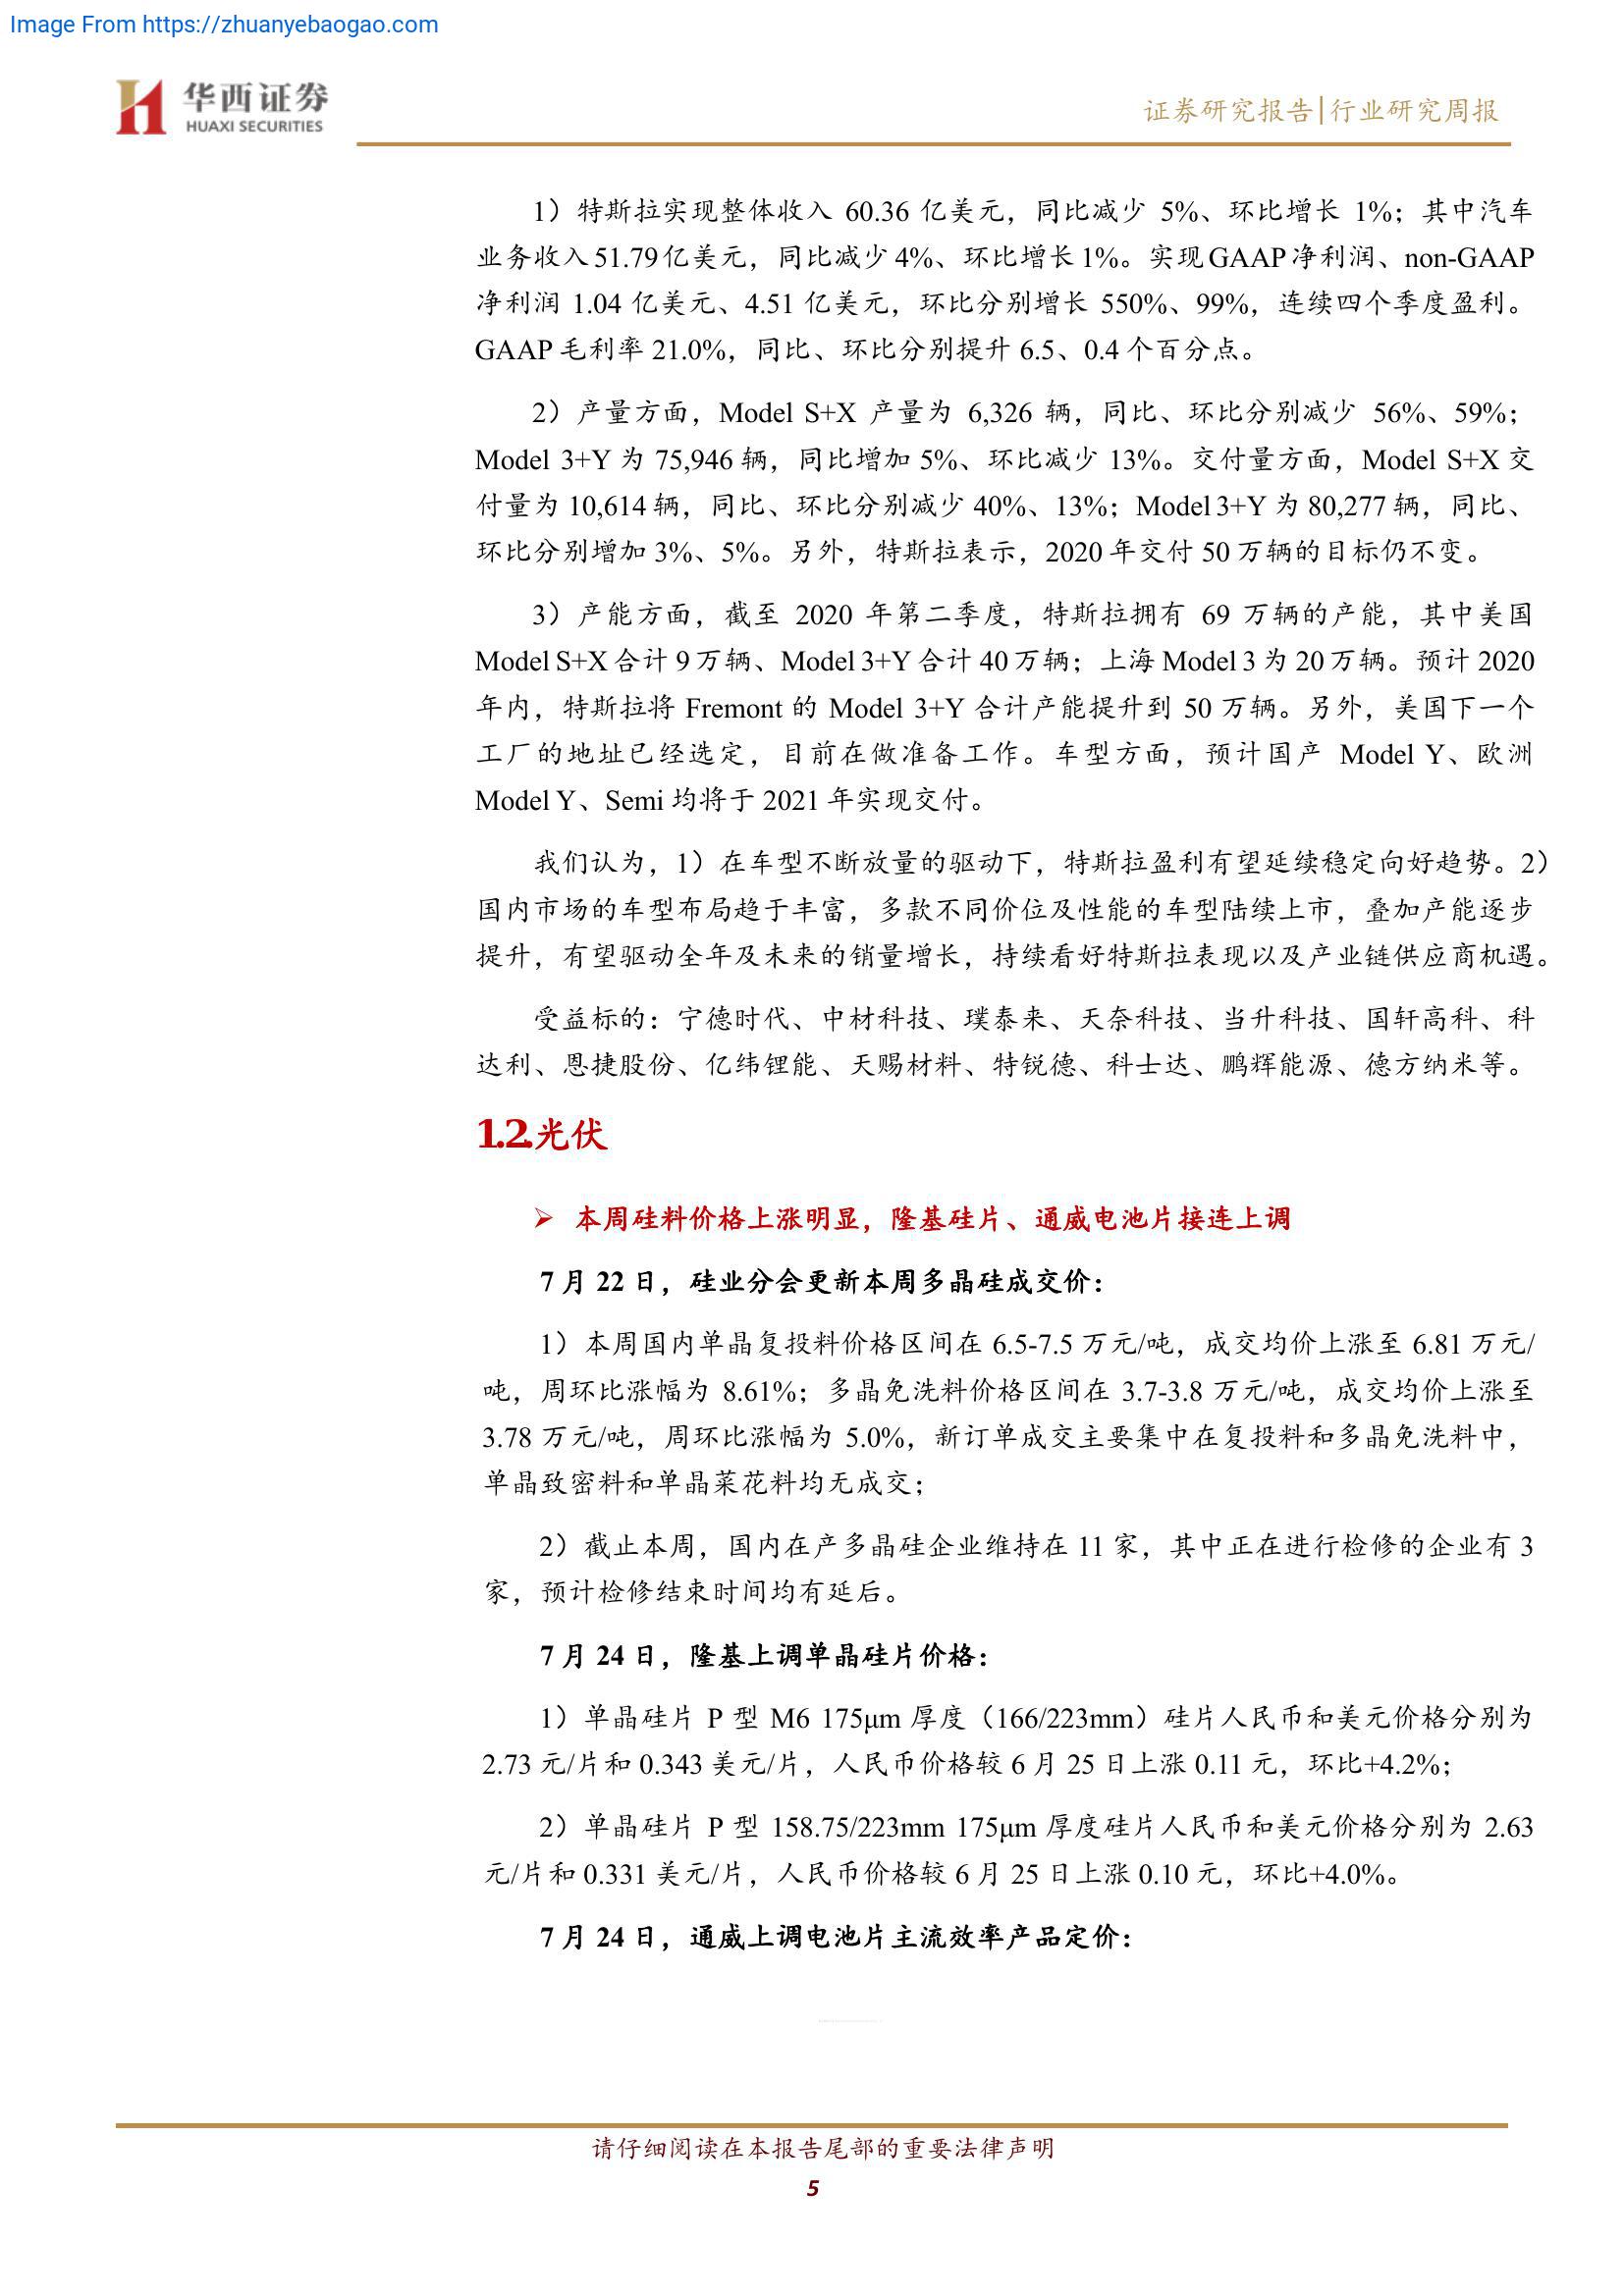 Image From https://zhuanyebaogao.com
华西证券
HUAXI SECURITIES
证券研究报告|行业研究周报
1）特斯拉实现整体收入 60.36 亿美元，同比减少 5%、环比增长 1%；其中汽车
业务收入 51.79 亿美元，同比减少 4%、环比增长 1%。实现 GAAP 净利润、non-GAAP
净利润 1.04 亿美元、4.51 亿美元，环比分别增长 550%、99%，连续四个季度盈利。
GAAP 毛利率 21.0%，同比、环比分别提升 6.5、0.4 个百分点。
2）产量方面，Model S+X 产量为 6,326 辆，同比、环比分别减少 56%、59%；
Model 3+Y 为 75,946 辆，同比增加 5%、环比减少 13%。交付量方面，Model S+X 交
付量为 10,614 辆，同比、环比分别减少 40%、13%；Model 3+Y 为 80,277 辆，同比、
环比分别增加 3%、5%。另外，特斯拉表示，2020 年交付 50 万辆的目标仍不变。
3）产能方面，截至 2020 年第二季度，特斯拉拥有 69 万辆的产能，其中美国
Model S+X 合计 9 万辆、Model 3+Y 合计 40 万辆；上海 Model 3 为 20 万辆。预计 2020
年内，特斯拉将 Fremont 的 Model 3+Y 合计产能提升到 50 万辆。另外，美国下一个
工厂的地址已经选定，目前在做准备工作。车型方面，预计国产 Model Y、欧洲
Model Y、Semi 均将于 2021 年实现交付。
我们认为，1）在车型不断放量的驱动下，特斯拉盈利有望延续稳定向好趋势。2）
国内市场的车型布局趋于丰富，多款不同价位及性能的车型陆续上市，叠加产能逐步
提升，有望驱动全年及未来的销量增长，持续看好特斯拉表现以及产业链供应商机遇。
受益标的：宁德时代、中材科技、璞泰来、天奈科技、当升科技、国轩高科、科
达利、恩捷股份、亿纬锂能、天赐材料、特锐德、科士达、鹏辉能源、德方纳米等。
1.2.光伏
➢ 本周硅料价格上涨明显，隆基硅片、通威电池片接连上调
7 月 22 日，硅业分会更新本周多晶硅成交价：
1）本周国内单晶复投料价格区间在 6.5-7.5 万元/吨，成交均价上涨至 6.81 万元/
吨，周环比涨幅为 8.61%；多晶免洗料价格区间在 3.7-3.8 万元/吨，成交均价上涨至
3.78 万元/吨，周环比涨幅为 5.0%，新订单成交主要集中在复投料和多晶免洗料中，
单晶致密料和单晶菜花料均无成交；
2）截止本周，国内在产多晶硅企业维持在 11 家，其中正在进行检修的企业有 3
家，预计检修结束时间均有延后。
7 月 24 日，隆基上调单晶硅片价格：
1）单晶硅片 P 型 M6 175μm 厚度（166/223mm）硅片人民币和美元价格分别为
2.73 元/片和 0.343 美元/片，人民币价格较 6 月 25 日上涨 0.11 元，环比+4.2%；
2）单晶硅片 P 型 158.75/223mm 175μm 厚度硅片人民币和美元价格分别为 2.63
元/片和 0.331 美元/片，人民币价格较 6 月 25 日上涨 0.10 元，环比+4.0%。
7 月 24 日，通威上调电池片主流效率产品定价：
请仔细阅读在本报告尾部的重要法律声明
5